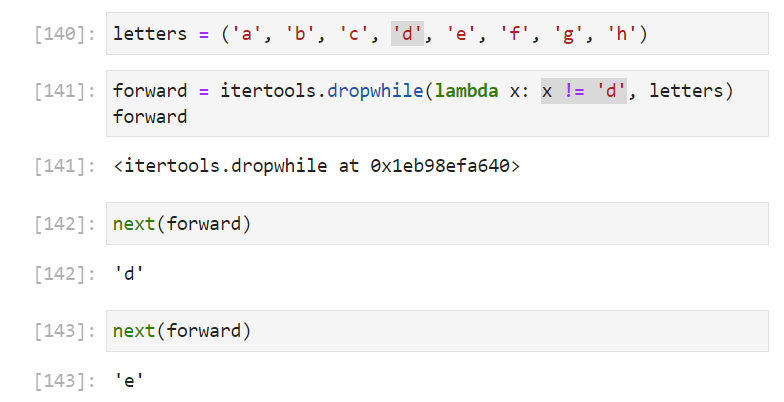 [140]: letters = ('a', 'b', 'c', 'd', 'e', 'f', 'g', 'h')
[141]: forward = itertools.dropwhile(lambda x: x != 'd', letters)
forward
[141]: <itertools.dropwhile at 0x1eb98efa640>
[142]: next(forward)
[142]: 'd'
[143]: next(forward)
[143]: 'e'